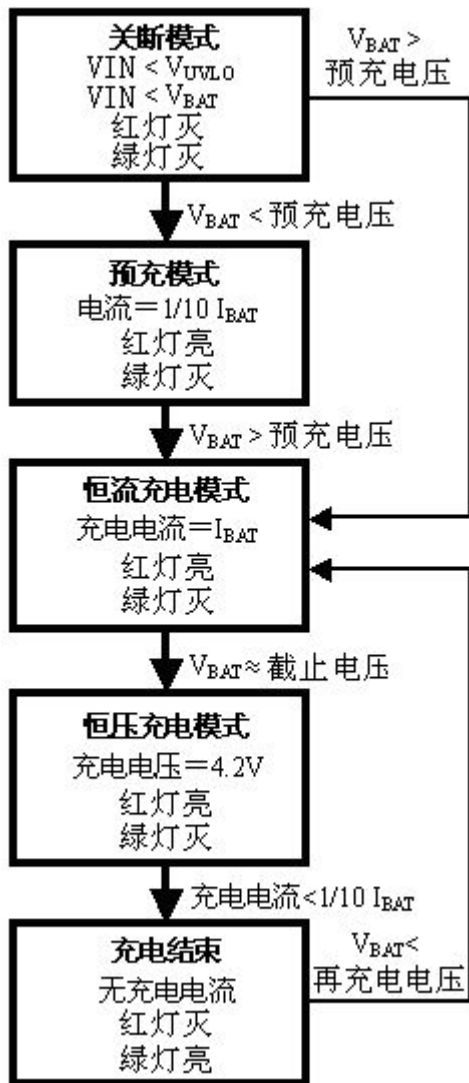 关断模式
VIN < VUVLO
VIN < VBAT
红灯灭
绿灯灭
VBAT >
预充电压
VBAT < 预充电压
预充模式
电流＝1/10 IBAT
红灯亮
绿灯灭
VBAT > 预充电压
恒流充电模式
充电电流＝IBAT
红灯亮
绿灯灭
VBAT≈ 截止电压
恒压充电模式
充电电压＝4.2V
红灯亮
绿灯灭
充电电流<1/10 IBAT
充电结束
无充电电流
红灯灭
绿灯亮
VBAT<
再充电电压